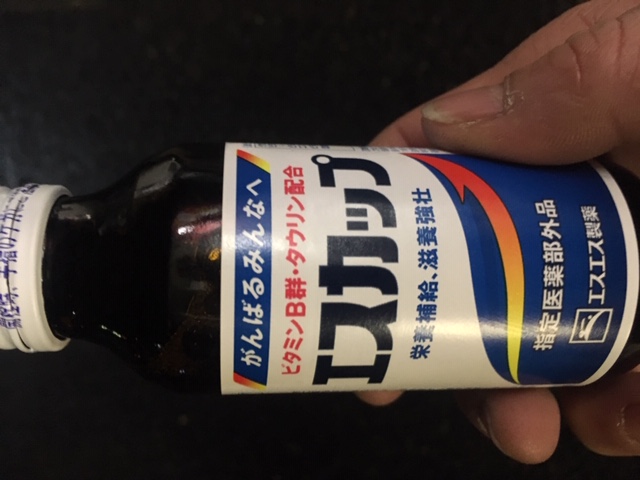 がんばるみんなへ
ビタミンB群・タウリン配合
エスカップ
栄養補給、滋養強壮
指定医薬部外品
エスエス製薬